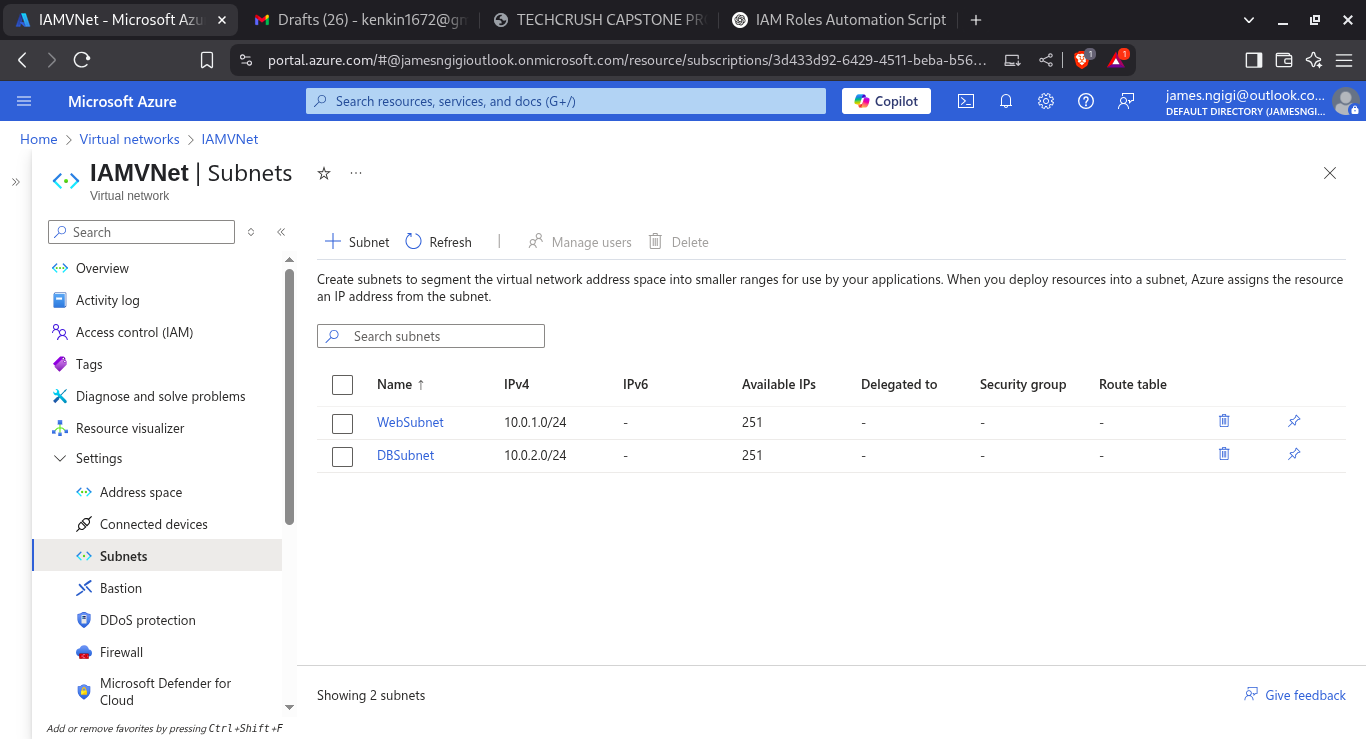 IAMVNet - Microsoft Azu
Drafts (26) - kenkin1672@gm
TECHCRUSH CAPSTONE PRO
IAM Roles Automation Script
portal.azure.com/#@jamesngigioutlook.onmicrosoft.com/resource/subscriptions/3d433d92-6429-4511-beba-b56...
1
1
Microsoft Azure
Search resources, services, and docs (G+/)
Copilot
james.ngigi@outlook.co...
DEFAULT DIRECTORY (JAMESNGI...
Home > Virtual networks > IAMVNet
IAMVNet | Subnets
Virtual network
Search
Overview
Activity log
Access control (IAM)
Tags
Diagnose and solve problems
Resource visualizer
Settings
Address space
Connected devices
Subnets
Bastion
DDoS protection
Firewall
Microsoft Defender for
Cloud
Add or remove favorites by pressing Ctrl+Shift+F
Subnet Refresh | Manage users Delete
Create subnets to segment the virtual network address space into smaller ranges for use by your applications. When you deploy resources into a subnet, Azure assigns the resource
an IP address from the subnet.
Search subnets
Name ↑ IPv4 IPv6 Available IPs Delegated to Security group Route table
WebSubnet 10.0.1.0/24 - 251 - - -
DBSubnet 10.0.2.0/24 - 251 - - -
Showing 2 subnets
Give feedback